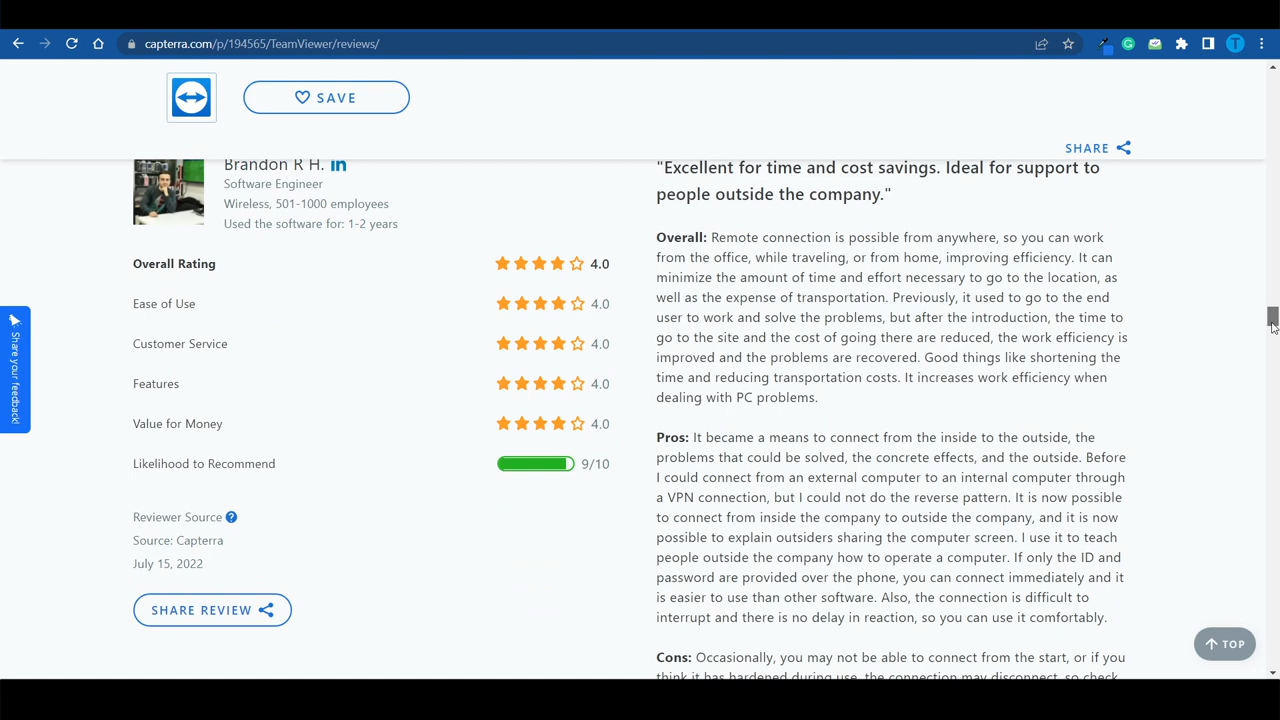 capterra.com/p/194565/TeamViewer/reviews/
SAVE
SHARE
Brandon R H.
Software Engineer
Wireless, 501-1000 employees
Used the software for: 1-2 years
Overall Rating 4.0
Ease of Use 4.0
Customer Service 4.0
Features 4.0
Value for Money 4.0
Likelihood to Recommend 9/10
Reviewer Source
Source: Capterra
July 15, 2022
SHARE REVIEW
Share your feedback!
"Excellent for time and cost savings. Ideal for support to
people outside the company."
Overall: Remote connection is possible from anywhere, so you can work
from the office, while traveling, or from home, improving efficiency. It can
minimize the amount of time and effort necessary to go to the location, as
well as the expense of transportation. Previously, it used to go to the end
user to work and solve the problems, but after the introduction, the time to
go to the site and the cost of going there are reduced, the work efficiency is
improved and the problems are recovered. Good things like shortening the
time and reducing transportation costs. It increases work efficiency when
dealing with PC problems.
Pros: It became a means to connect from the inside to the outside, the
problems that could be solved, the concrete effects, and the outside. Before
I could connect from an external computer to an internal computer through
a VPN connection, but I could not do the reverse pattern. It is now possible
to connect from inside the company to outside the company, and it is now
possible to explain outsiders sharing the computer screen. I use it to teach
people outside the company how to operate a computer. If only the ID and
password are provided over the phone, you can connect immediately and it
is easier to use than other software. Also, the connection is difficult to
interrupt and there is no delay in reaction, so you can use it comfortably.
TOP
Cons: Occasionally, you may not be able to connect from the start, or if you
think it has hardened during use, the connection may disconnect, so check